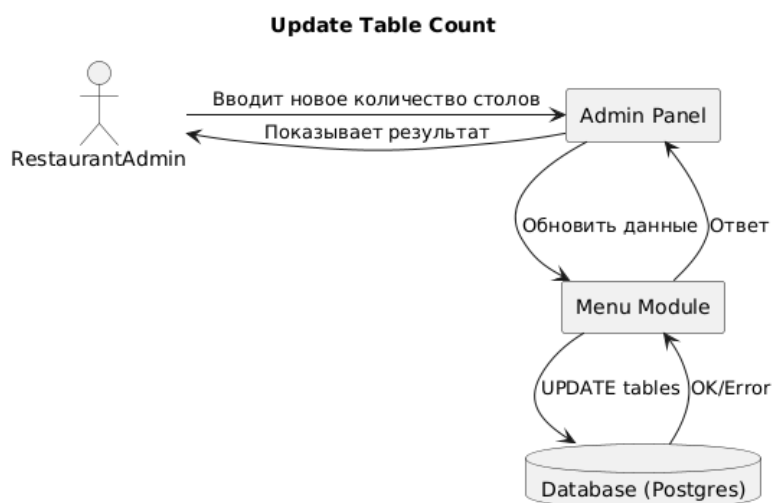 Update Table Count
Вводит новое количество столов
Admin Panel
Показывает результат
RestaurantAdmin
Обновить данные
Ответ
Menu Module
UPDATE tables
OK/Error
Database (Postgres)